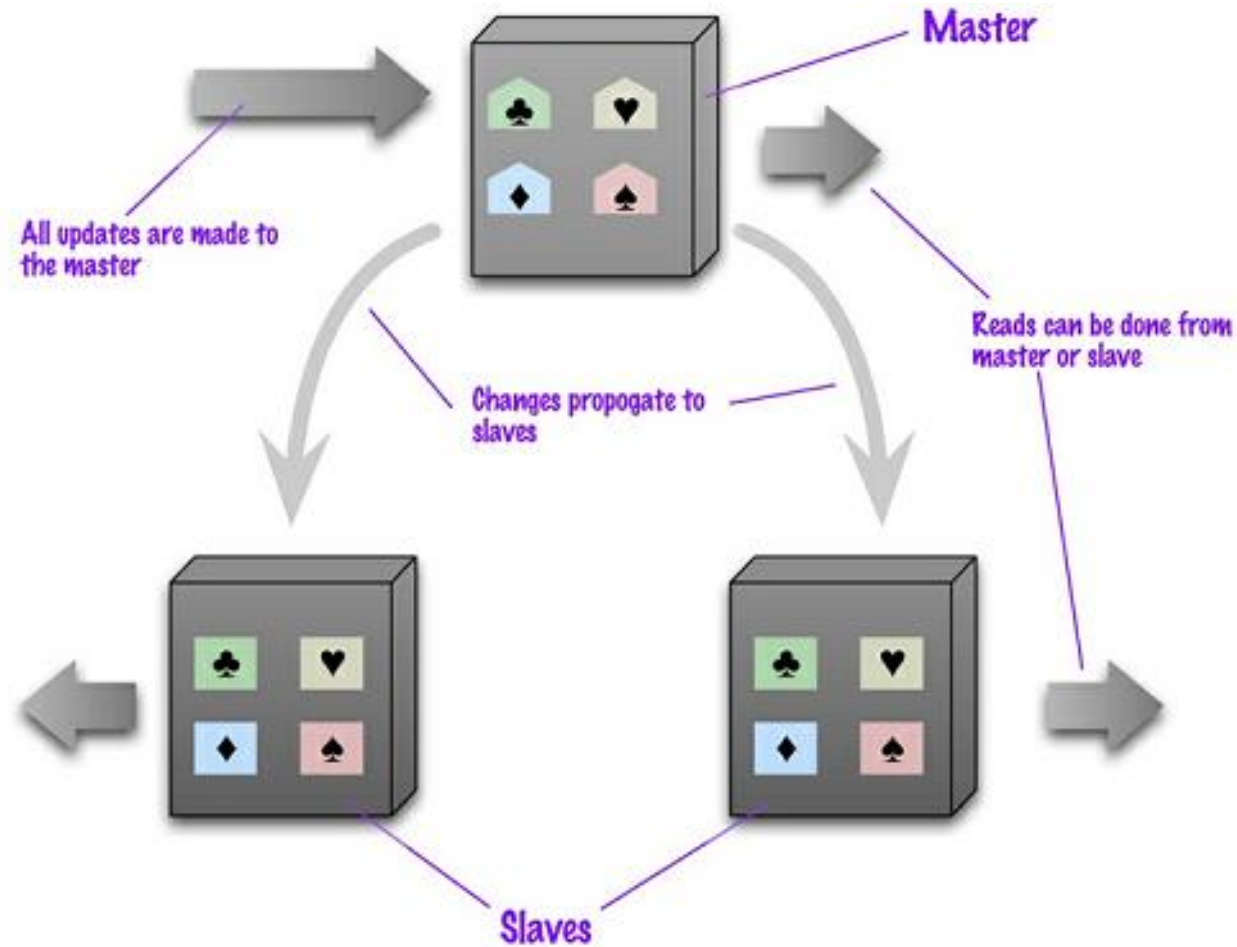 Master
All updates are made to
the master
Reads can be done from
master or slave
Changes propogate to
slaves
Slaves